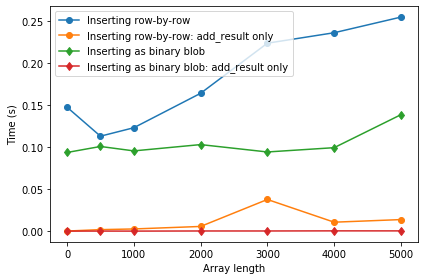 Inserting row-by-row
Inserting row-by-row: add_result only
Inserting as binary blob
Inserting as binary blob: add_result only
0.25
0.20
0.15
0.10
0.05
0.00
Time (s)
0 500 1000 2000 3000 4000 5000
Array length